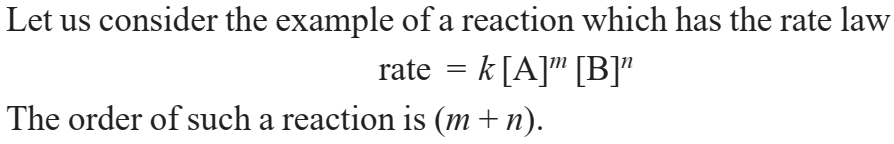 Let us consider the example of a reaction which has the rate law
rate = k [A]ᵐ [B]ⁿ
The order of such a reaction is (m + n).